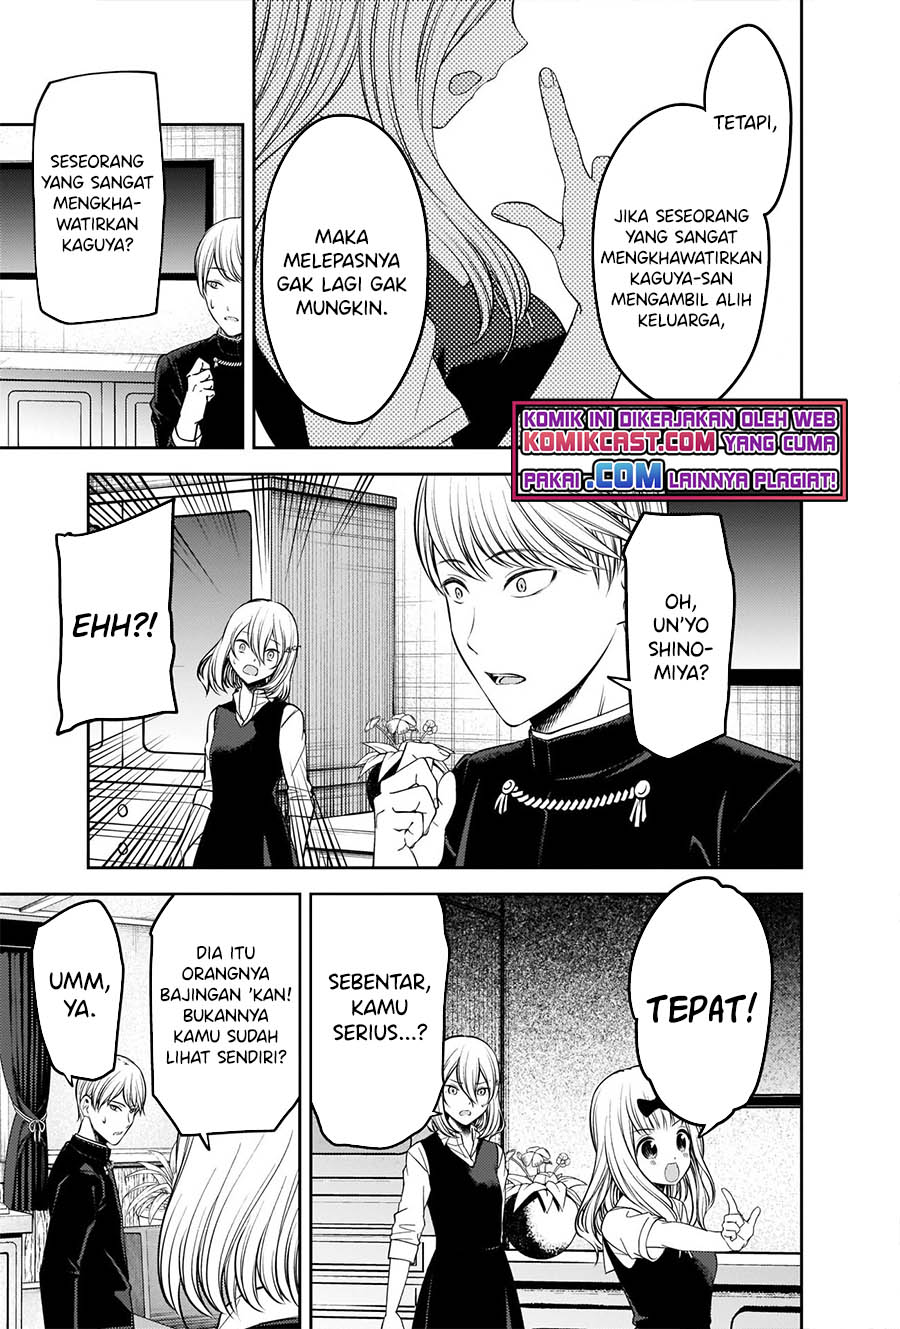 TETAPI,
JIKA SESEORANG
YANG SANGAT
MENGKHAWATIRKAN
KAGUYA-SAN
MENGAMBIL ALIH
KELUARGA,
MAKA
MELEPASNYA
GAK LAGI GAK
MUNGKIN.
SESEORANG
YANG SANGAT
MENGKHA-
WATIRKAN
KAGUYA?
KOMIK INI DIKERJAKAN OLEH WEB
KOMIKCAST.COM YANG CUMA
PAKAI .COM LAINNYA PLAGIAT!
OH,
UN'YO
SHINO-
MIYA?
EHH?!
TEPAT!
SEBENTAR,
KAMU
SERIUS...?
DIA ITU
ORANGNYA
BAJINGAN 'KAN!
BUKANNYA
KAMU SUDAH
LIHAT SENDIRI?
UMM,
YA.